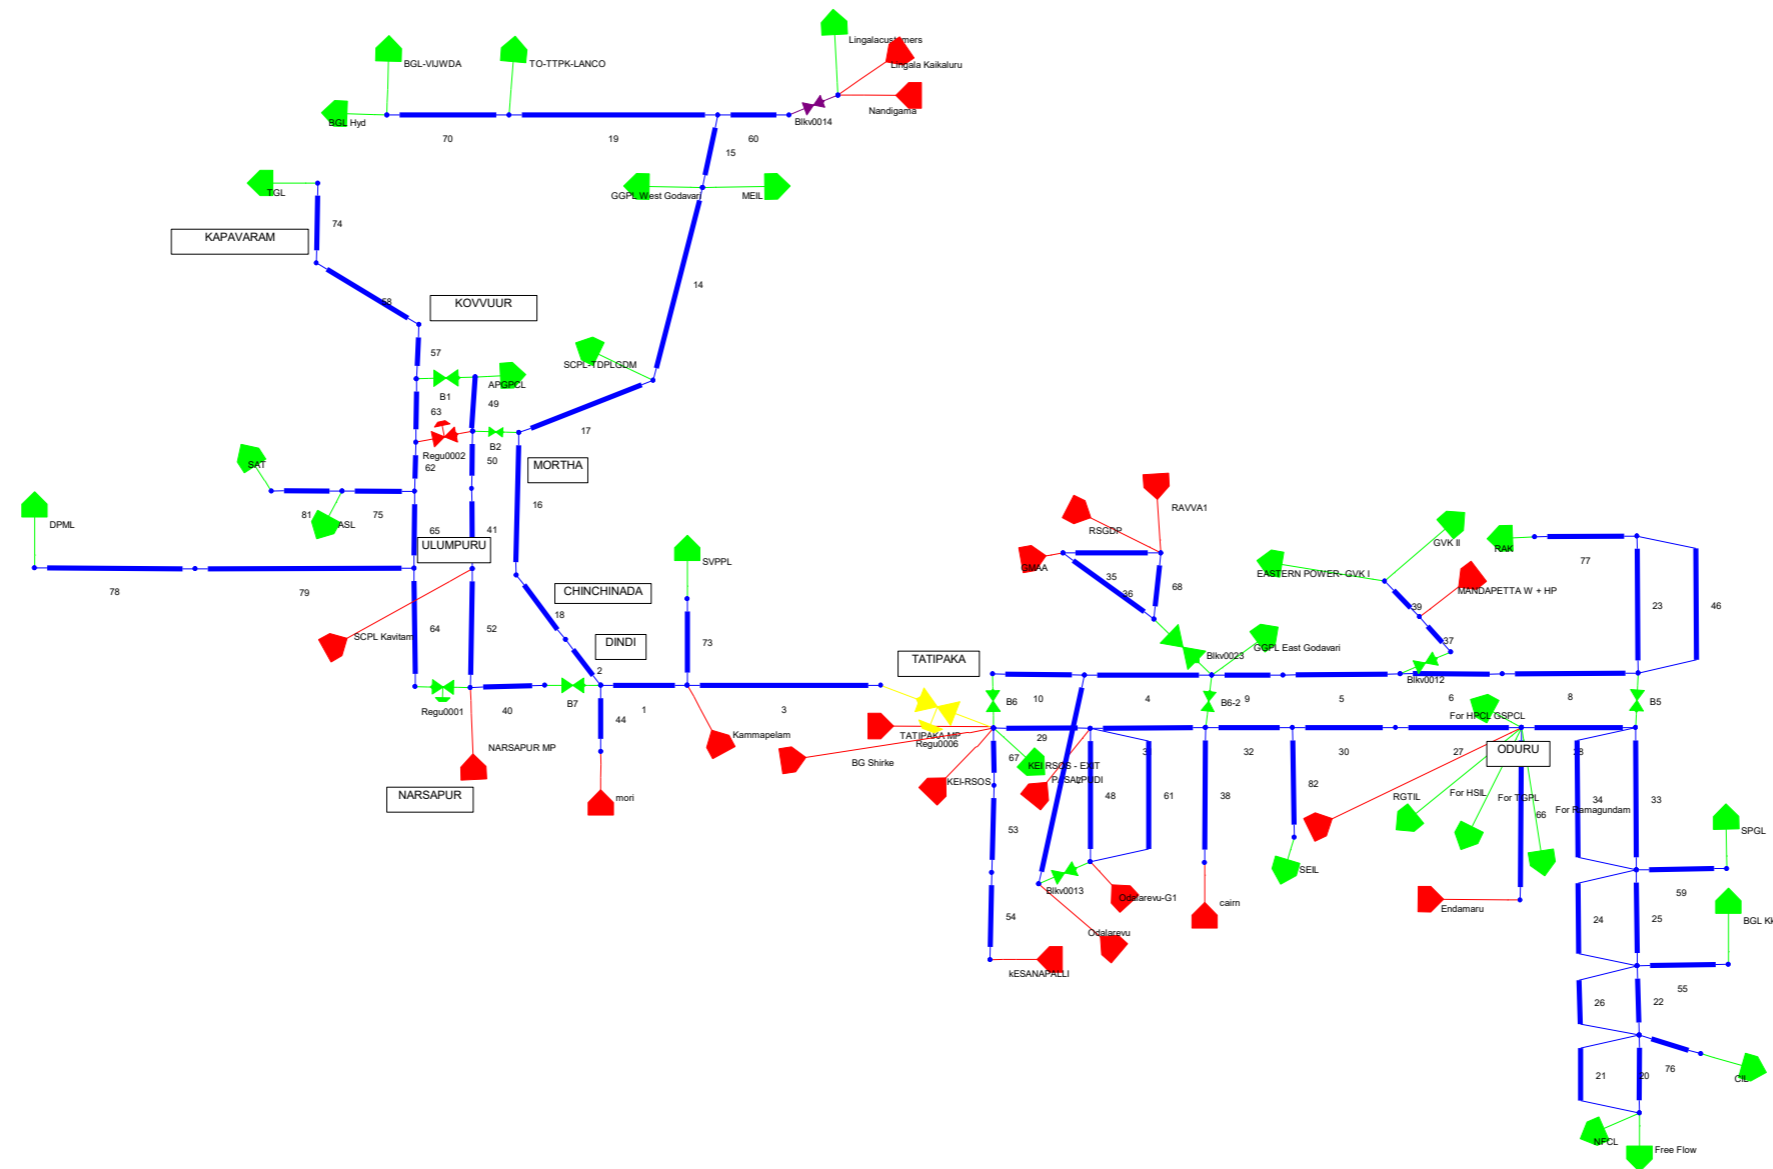 Lingalacustomers
Lingala Kaikaluru
BGL-VIJWDA
TO-TTPK-LANCO
Nandigama
BGL Hyd
Blkv0014
70
19
60
15
TGL
GGPL West Godavari
MEIL
74
KAPAVARAM
14
58
KOVVUUR
57
SCPL-TDPLGDM
APGPCL
B1
49
63
17
B2
Regu0002
50
62
MORTHA
SAT
16
RAVVA1
RSGDP
81
75
ASL
DPML
65
41
ULUMPURU
GVK II
RAK
SVPPL
GMAA
EASTERN POWER- GVK I
77
35
68
36
MANDAPETTA W + HP
78
79
CHINCHINADA
39
23
46
18
64
52
SCPL Kavitam
DINDI
37
73
GGPL East Godavari
TATIPAKA
Blkv0023
2
Blkv0012
Regu0001
40
B7
1
3
B6
10
4
B6-2
9
5
6
8
B5
44
For HPCL GSPCL
Kammapelam
TATIPAKA MP
Regu0006
29
NARSAPUR MP
67
32
30
27
28
ODURU
BG Shirke
KEI RSOS - EXIT
KEI-RSOS
PASALPUDI
82
For HSIL
RGTIL
For TGPL
For Ramagundam
NARSAPUR
mori
48
61
38
34
33
66
53
SPGL
SEIL
Blkv0013
Odalarevu-G1
59
cairn
Endamaru
54
24
25
BGL KK
Odalarevu
kESANAPALLI
55
26
22
76
21
20
CIL
NFCL
Free Flow